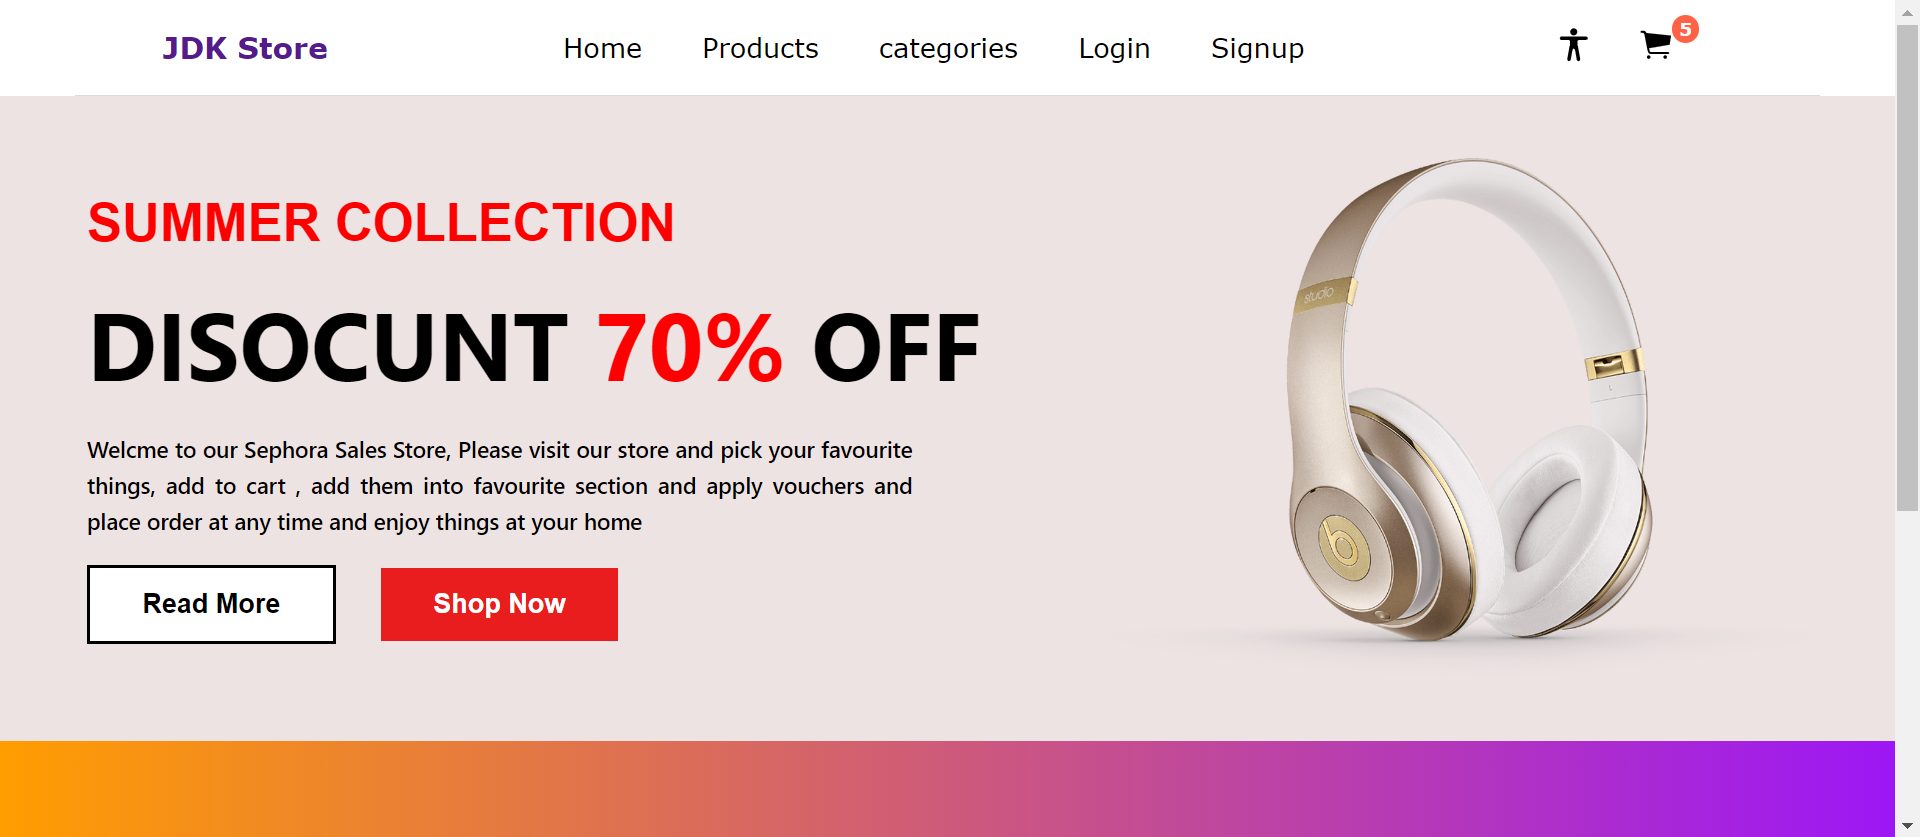 JDK Store Home Products categories Login Signup 5
SUMMER COLLECTION
DISOCUNT 70% OFF
Welcme to our Sephora Sales Store, Please visit our store and pick your favourite
things, add to cart , add them into favourite section and apply vouchers and
place order at any time and enjoy things at your home
Read More Shop Now
studio
L